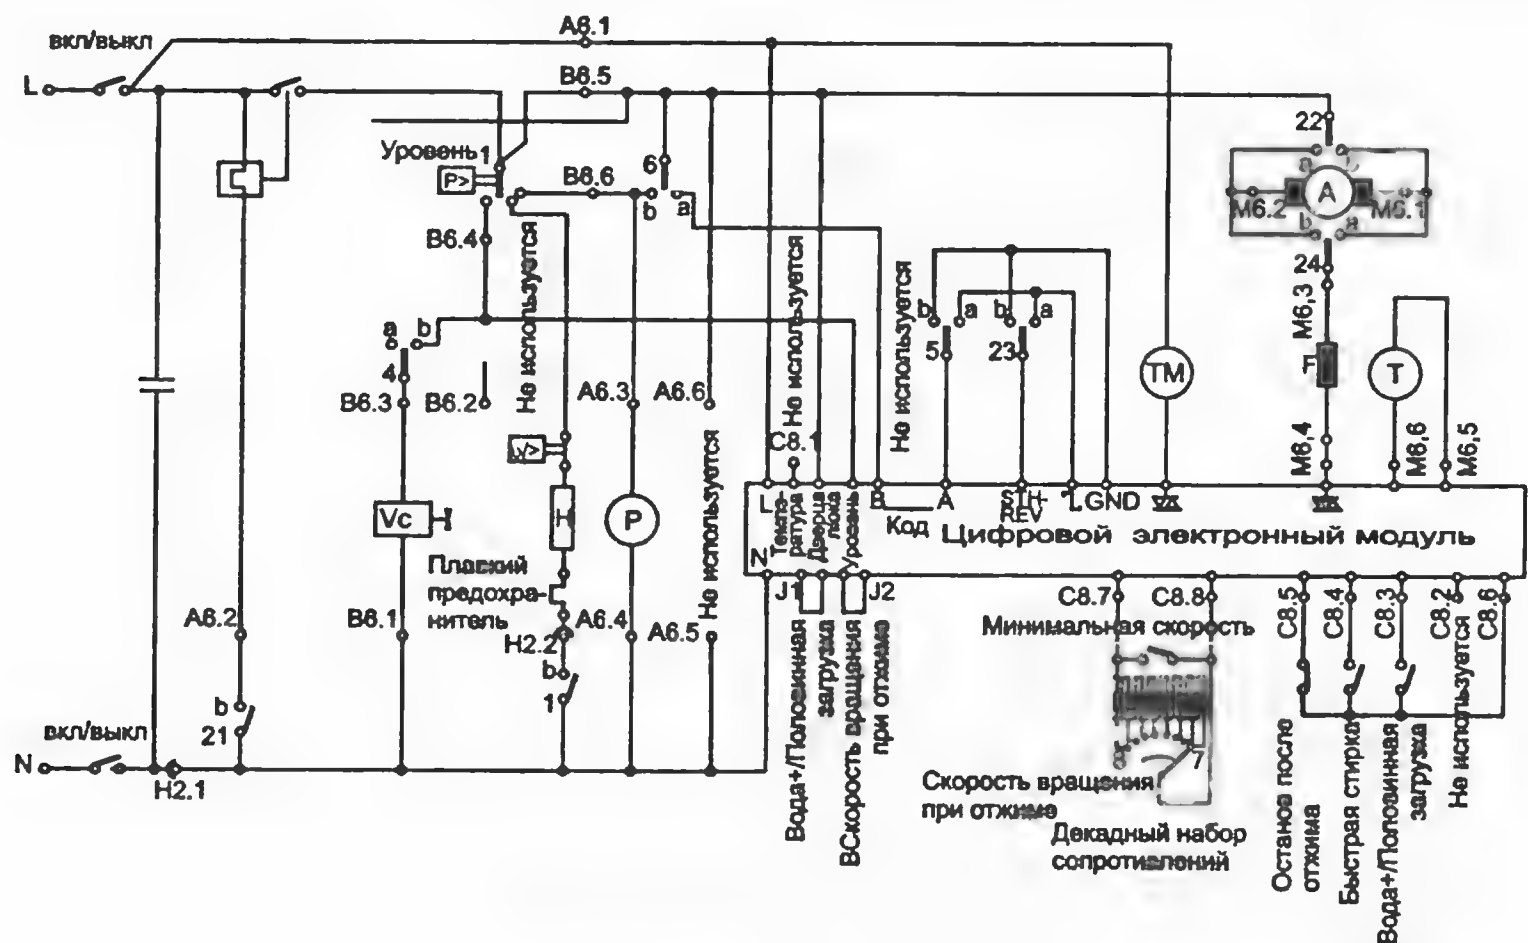 вкл/выкл
A6.1
L
B6.5
Уровень 1
P>
B6.6
6
b
a
B6.4
Не используется
a
b
4
B6.3
B6.2
A6.3
A6.6
Не используется
C8.1
Не используется
b
a
b
a
5
23
TM
22
A
M6.2
M6.1
b
a
24
M6,3
F
T
M6,4
M6,6
M6,5
Vc
H
P
Не используется
L
Темпе-
ратура
Дверца
люка
Уровень
B
Код
A
STH-
REV
*L
GND
N
Цифровой электронный модуль
Плавкий
предохра-
нитель
A6.2
B6.1
H2.2
A6.4
A6.5
b
1
b
21
вкл/выкл
N
H2.1
J1
J2
Вода+/Половинная
загрузка
ВСкорость вращения
при отжиме
C8.7
C8.8
Минимальная скорость
7
Скорость вращения
при отжиме
Декадный набор
сопротивлений
C8.5
C8.4
C8.3
C8.2
C8.6
Останов после
отжима
Быстрая стирка
Вода+/Половинная
загрузка
Не используется